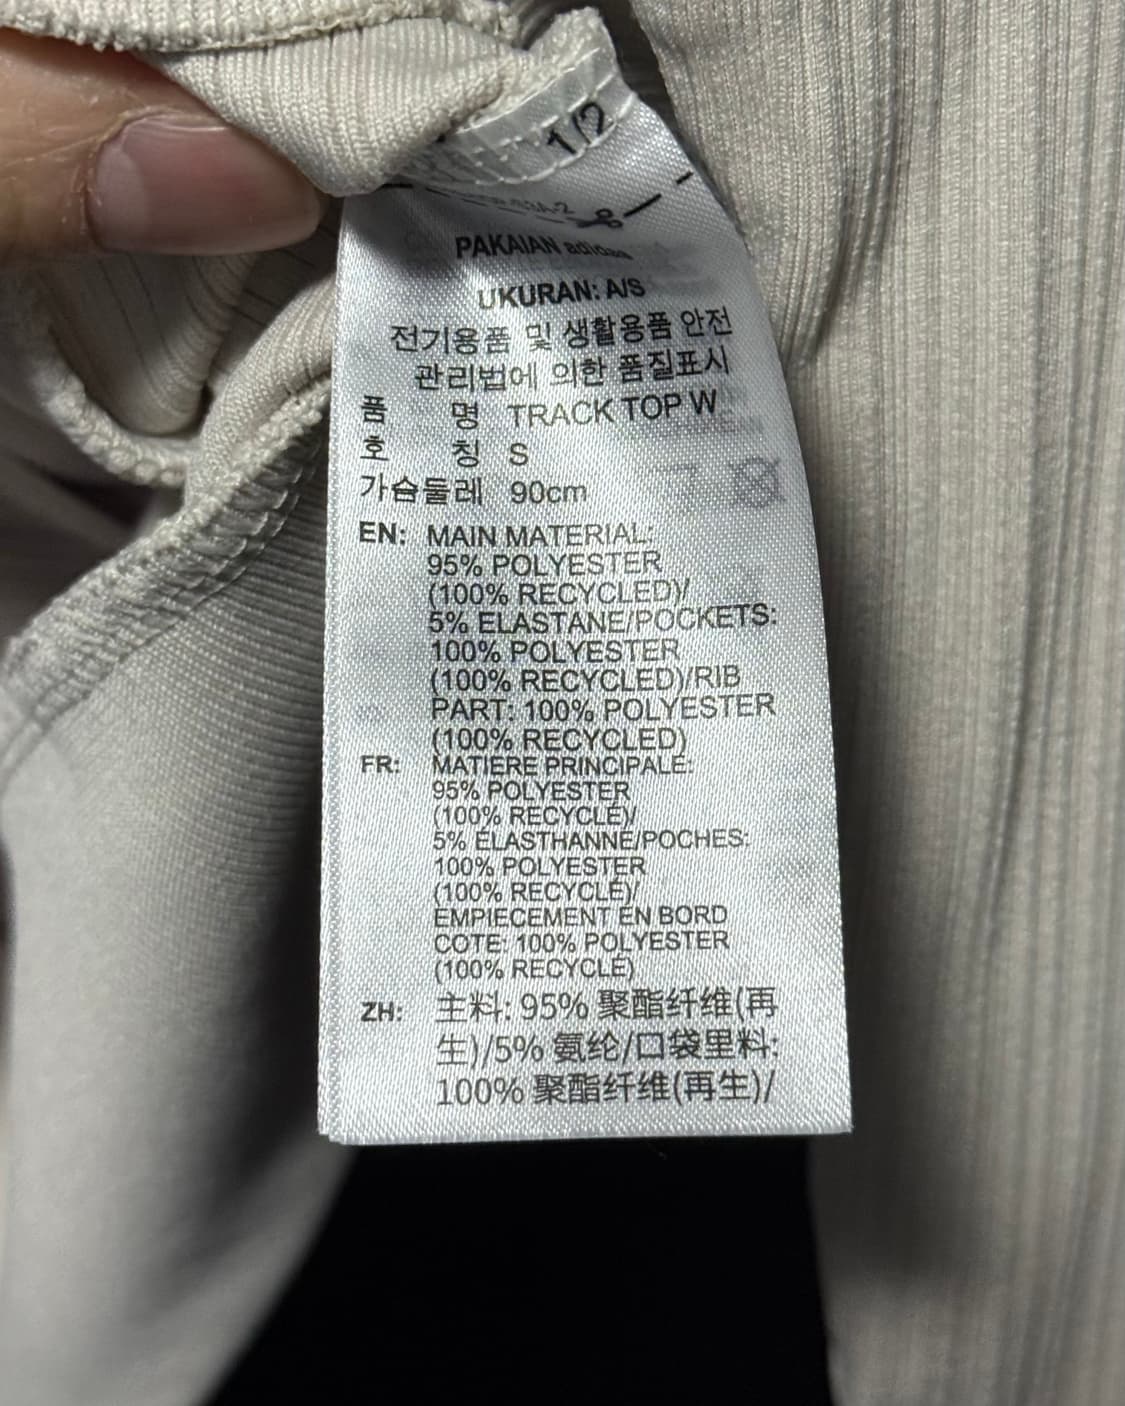 1/2
PAKAIAN adidas
UKURAN: A/S
전기용품 및 생활용품 안전
관리법에 의한 품질표시
품 명 TRACK TOP W
호 칭 S
가슴둘레 90cm
EN: MAIN MATERIAL:
95% POLYESTER
(100% RECYCLED)/
5% ELASTANE/POCKETS:
100% POLYESTER
(100% RECYCLED)/RIB
PART: 100% POLYESTER
(100% RECYCLED)
FR: MATIERE PRINCIPALE:
95% POLYESTER
(100% RECYCLÉ)/
5% ÉLASTHANNE/POCHES:
100% POLYESTER
(100% RECYCLÉ)/
EMPIECEMENT EN BORD
COTE: 100% POLYESTER
(100% RECYCLÉ)
ZH: 主料: 95% 聚酯纤维(再
生)/5% 氨纶/口袋里料:
100% 聚酯纤维(再生)/